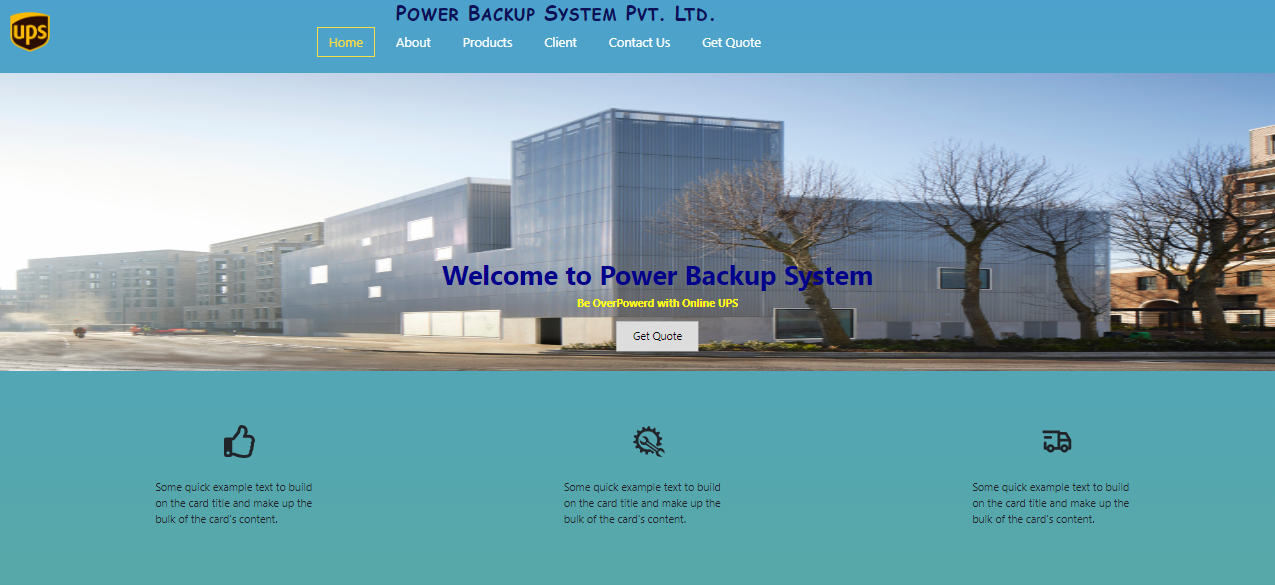 ups
Power Backup System Pvt. Ltd.
Home About Products Client Contact Us Get Quote
Welcome to Power Backup System
Be OverPowerd with Online UPS
Get Quote
Some quick example text to build
on the card title and make up the
bulk of the card's content.
Some quick example text to build
on the card title and make up the
bulk of the card's content.
Some quick example text to build
on the card title and make up the
bulk of the card's content.